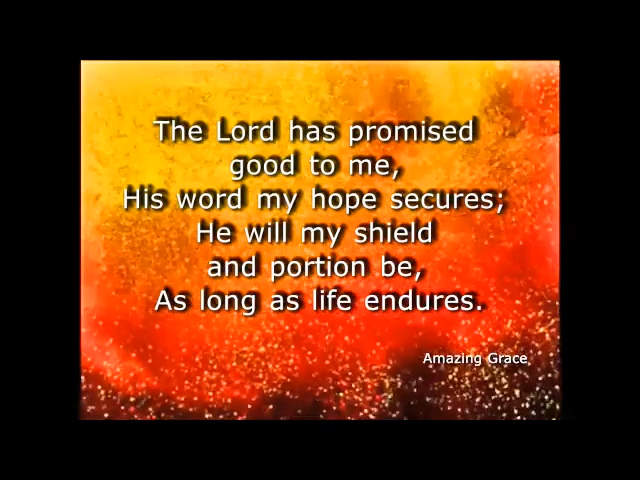 The Lord has promised
good to me,
His word my hope secures;
He will my shield
and portion be,
As long as life endures.
Amazing Grace